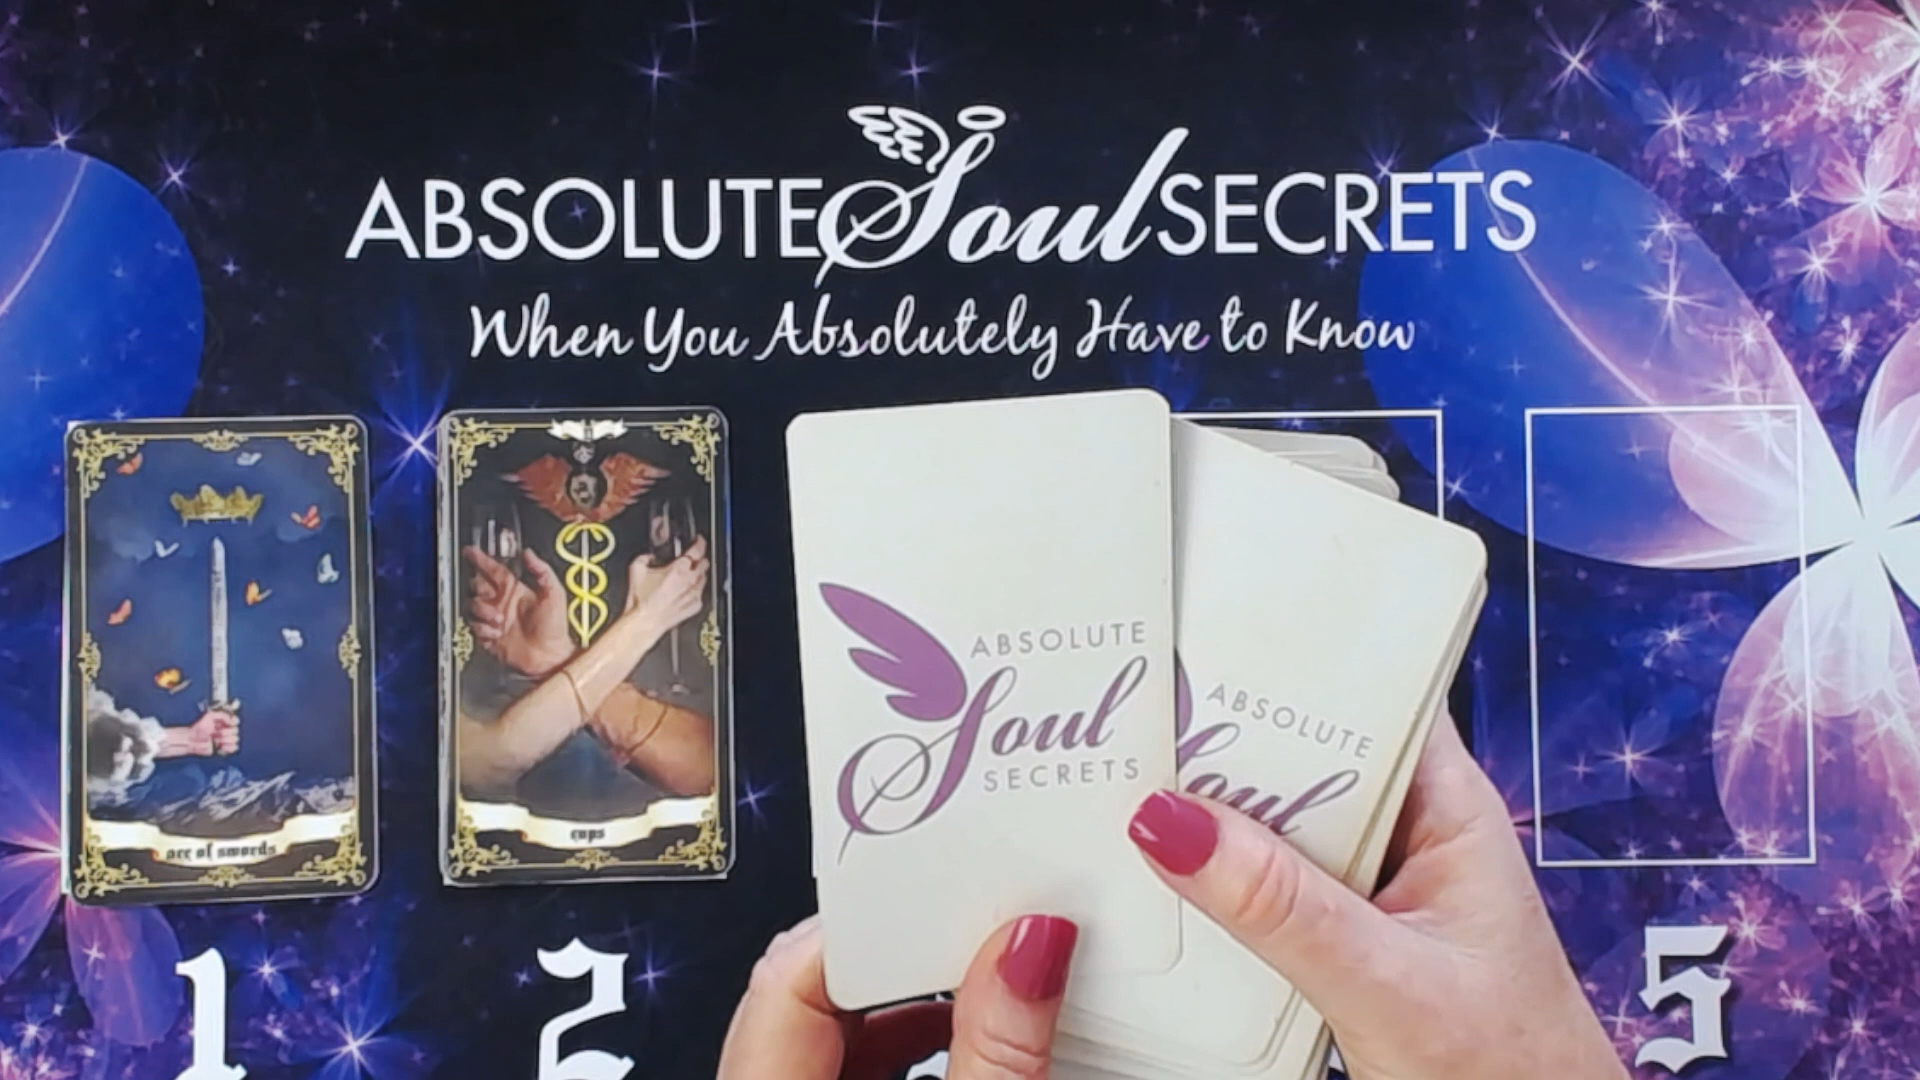 ABSOLUTE Soul SECRETS
When You Absolutely Have to Know
ace of swords
cups
ABSOLUTE
Soul
SECRETS
ABSOLUTE
Soul
1
2
5